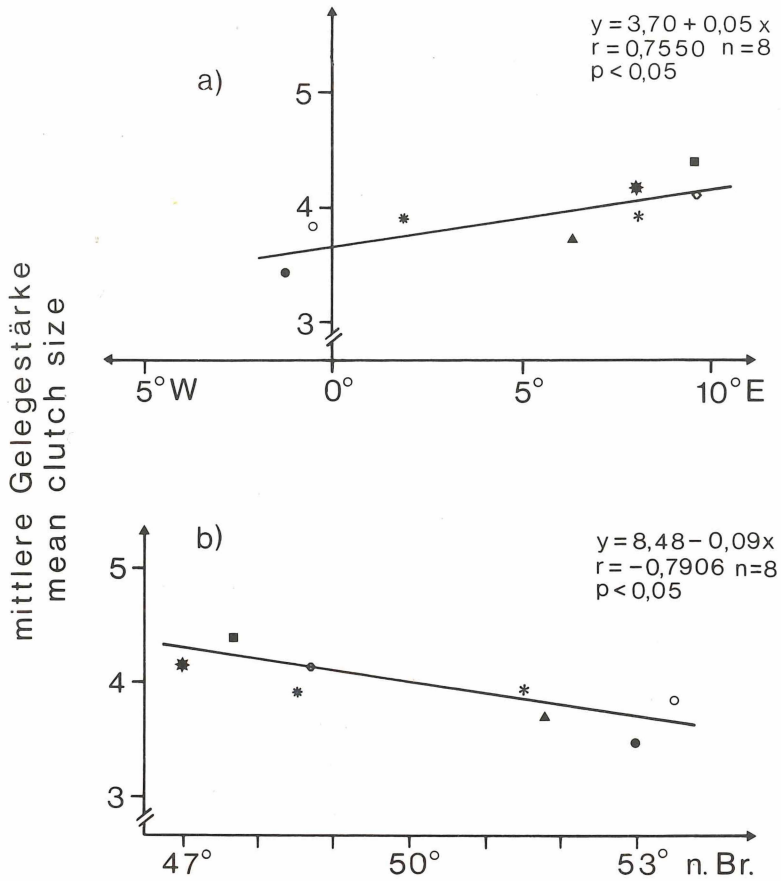 y = 3,70 + 0,05 x
r = 0,7550 n = 8
p < 0,05
a)
5
4
3
5° W 0° 5° 10° E
mittlere Gelegestärke
mean clutch size
b)
y = 8,48 − 0,09x
r = −0,7906 n = 8
p < 0,05
5
4
3
47° 50° 53° n. Br.